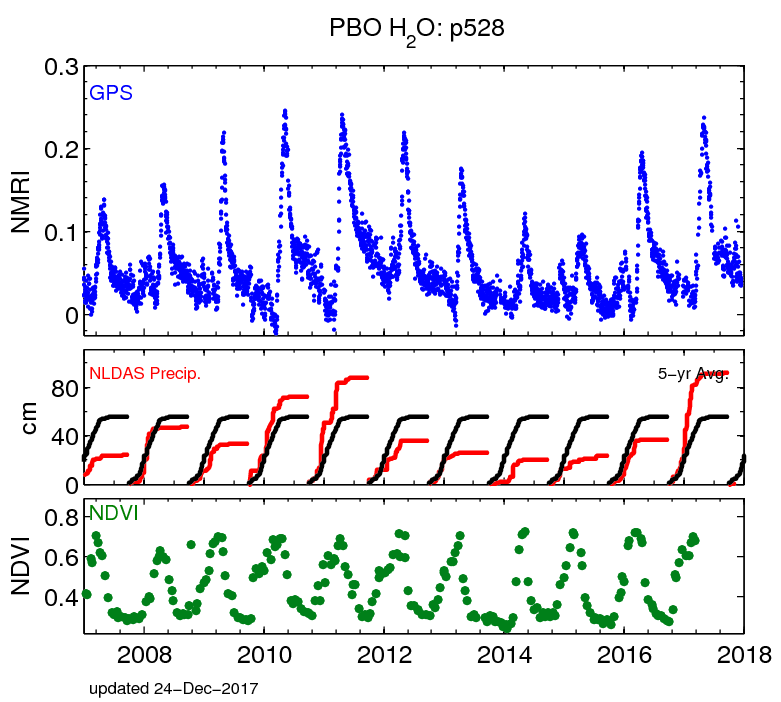 PBO H₂O: p528
0.3
GPS
0.2
NMRI
0.1
0
NLDAS Precip.
5-yr Avg.
80
cm
40
0
NDVI
0.8
NDVI
0.6
0.4
2008 2010 2012 2014 2016 2018
updated 24-Dec-2017